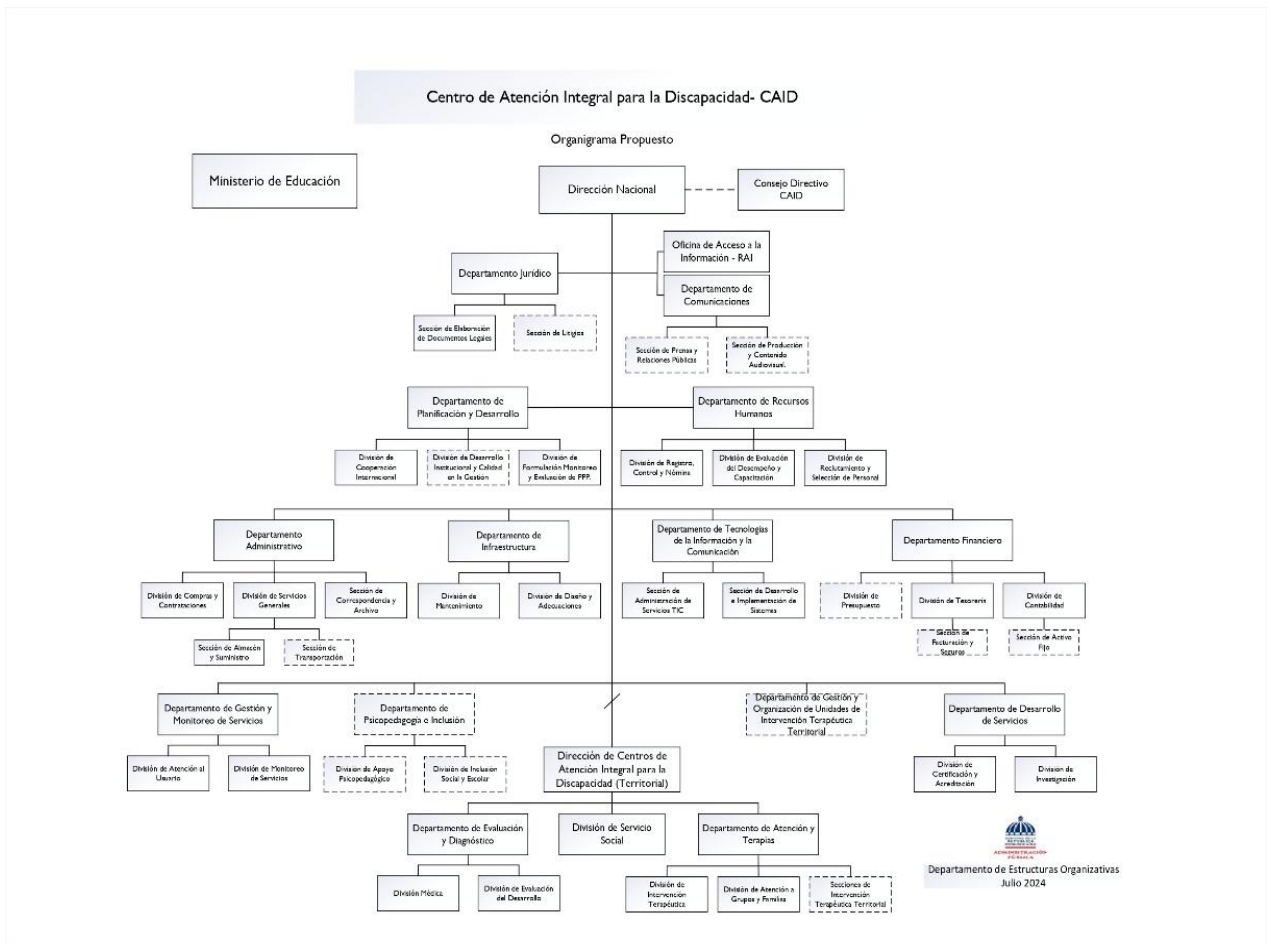 Centro de Atención Integral para la Discapacidad- CAID
Organigrama Propuesto
Ministerio de Educación
Dirección Nacional
Consejo Directivo
CAID
Oficina de Acceso a la
Información - RAI
Departamento Jurídico
Departamento de
Comunicaciones
Sección de Elaboración
de Documentos Legales
Sección de Litigios
Sección de Prensa y
Relaciones Públicas
Sección de Producción
y Contenido
Audiovisual.
Departamento de
Planificación y Desarrollo
Departamento de Recursos
Humanos
División de
Cooperación
Internacional
División de Desarrollo
Institucional y Calidad
en la Gestión
División de
Formulación Monitoreo
y Evaluación de PPP.
División de Registro,
Control y Nómina
División de Evaluación
del Desempeño y
Capacitación
División de
Reclutamiento y
Selección de Personal
Departamento
Administrativo
Departamento de
Infraestructura
Departamento de Tecnologías
de la Información y la
Comunicación
Departamento Financiero
División de Compras y
Contrataciones
División de Servicios
Generales
Sección de
Correspondencia y
Archivo
División de
Mantenimiento
División de Diseño y
Adecuaciones
Sección de
Administración de
Servicios TIC
Sección de Desarrollo
e Implementación de
Sistemas
División de
Presupuesto
División de Tesorería
División de
Contabilidad
Sección de Almacén
y Suministro
Sección de
Transportación
Sección de
Facturación y
Seguros
Sección de Activo
Fijo
Departamento de Gestión y
Monitoreo de Servicios
Departamento de
Psicopedagogía e Inclusión
Departamento de Gestión y
Organización de Unidades de
Intervención Terapéutica
Territorial
Departamento de Desarrollo
de Servicios
División de Atención al
Usuario
División de Monitoreo
de Servicios
División de Apoyo
Psicopedagógico
División de Inclusión
Social y Escolar
Dirección de Centros de
Atención Integral para la
Discapacidad (Territorial)
División de
Certificación y
Acreditación
División de
Investigación
Departamento de Evaluación
y Diagnóstico
División de Servicio
Social
Departamento de Atención y
Terapias
División Médica
División de Evaluación
del Desarrollo
División de
Intervención
Terapéutica
División de Atención a
Grupos y Familias
Secciones de
Intervención
Terapéutica Territorial
ADMINISTRACIÓN
PÚBLICA
Departamento de Estructuras Organizativas
Julio 2024